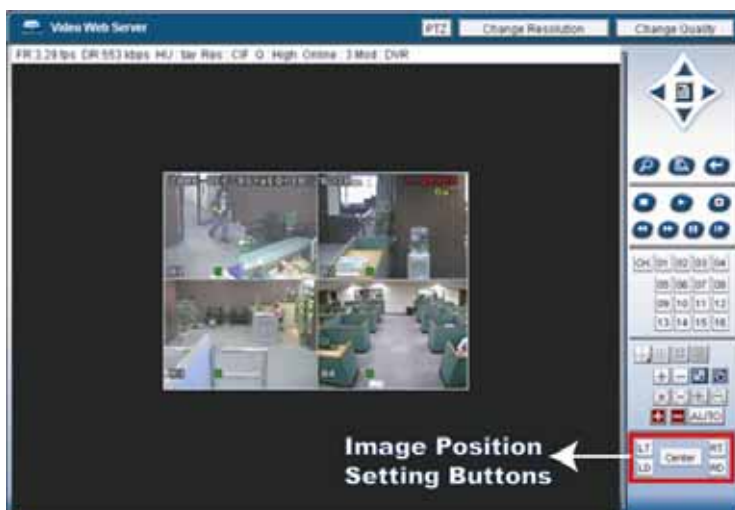 Video Web Server
PTZ
Change Resolution
Change Quality
FR:3.29 fps DR:553 kbps HU: tar Res: CIF Q: High Online: 3 Mod: DVR
CH 01 02 03 04
05 06 07 08
09 10 11 12
13 14 15 16
+ -
AUTO
Image Position
Setting Buttons
LT Center RT
LD RD